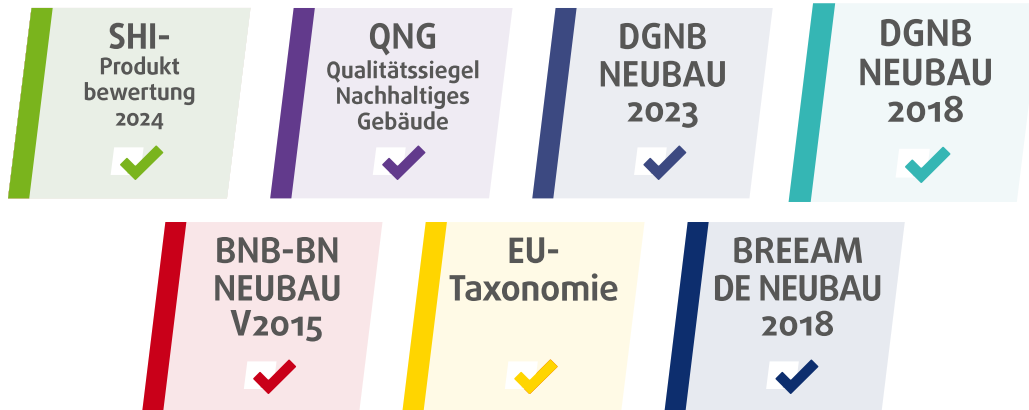 SHI-
Produkt
bewertung
2024
QNG
Qualitätssiegel
Nachhaltiges
Gebäude
DGNB
NEUBAU
2023
DGNB
NEUBAU
2018
BNB-BN
NEUBAU
V2015
EU-
Taxonomie
BREEAM
DE NEUBAU
2018